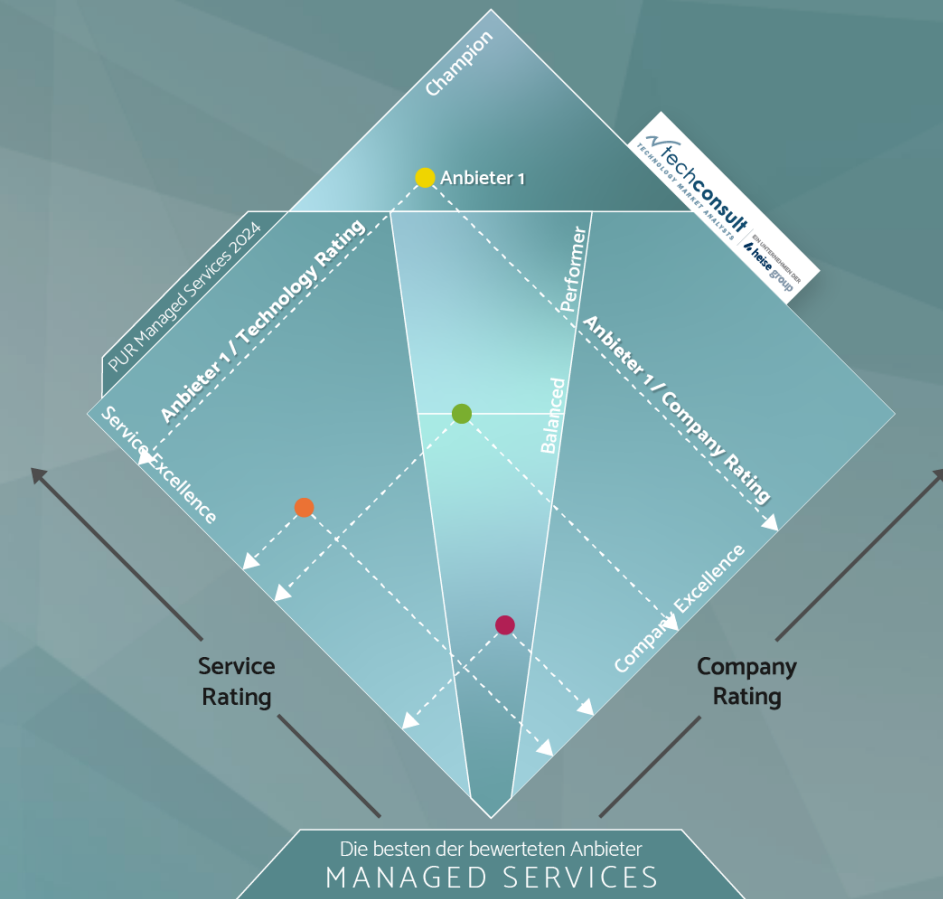 Champion
techconsult
TECHNOLOGY MARKET ANALYSTS
EIN UNTERNEHMEN DER
heise group
Anbieter 1
PUR Managed Services 2024
Anbieter 1 / Technology Rating
Performer
Anbieter 1 / Company Rating
Balanced
Service Excellence
Company Excellence
Service
Rating
Company
Rating
Die besten der bewerteten Anbieter
MANAGED SERVICES